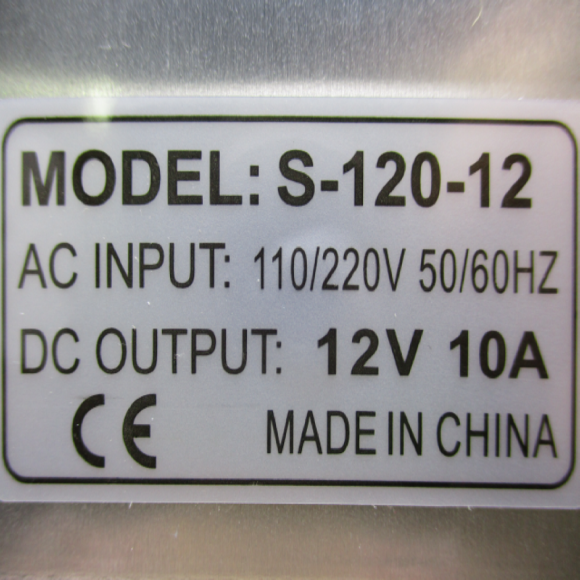 MODEL: S-120-12
AC INPUT: 110/220V 50/60HZ
DC OUTPUT: 12V 10A
CE MADE IN CHINA